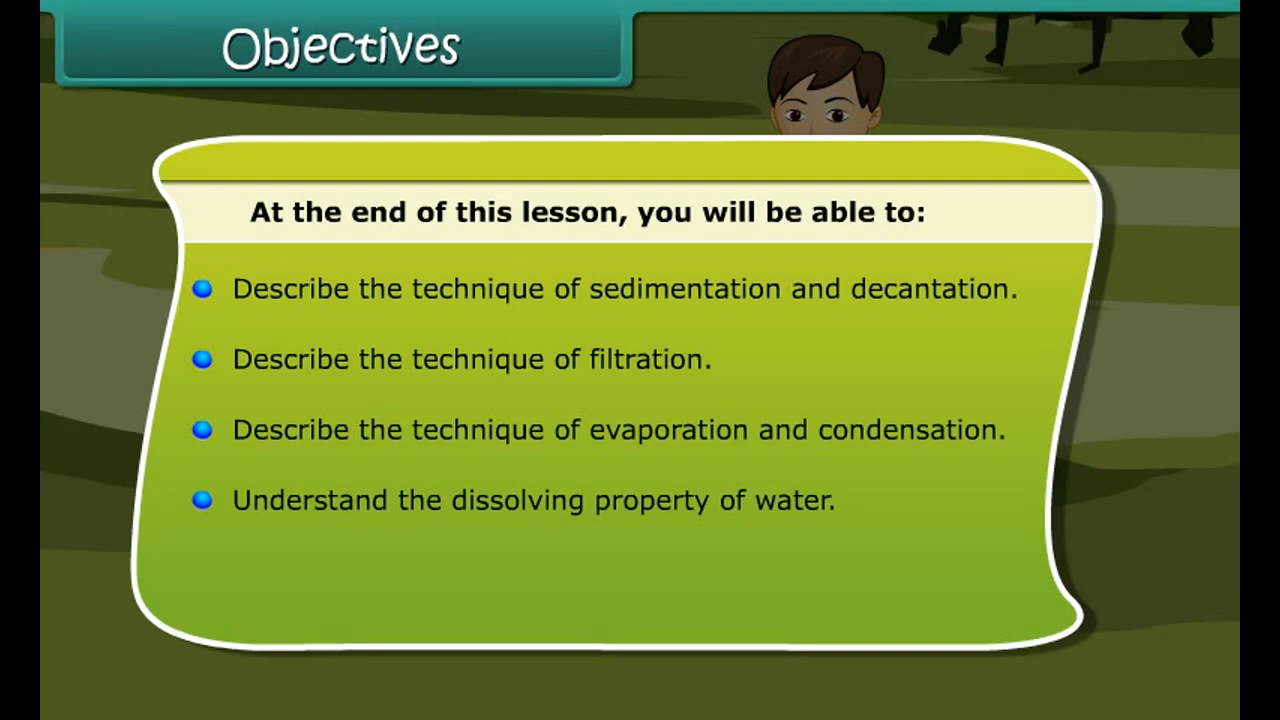 Objectives
At the end of this lesson, you will be able to:
Describe the technique of sedimentation and decantation.
Describe the technique of filtration.
Describe the technique of evaporation and condensation.
Understand the dissolving property of water.